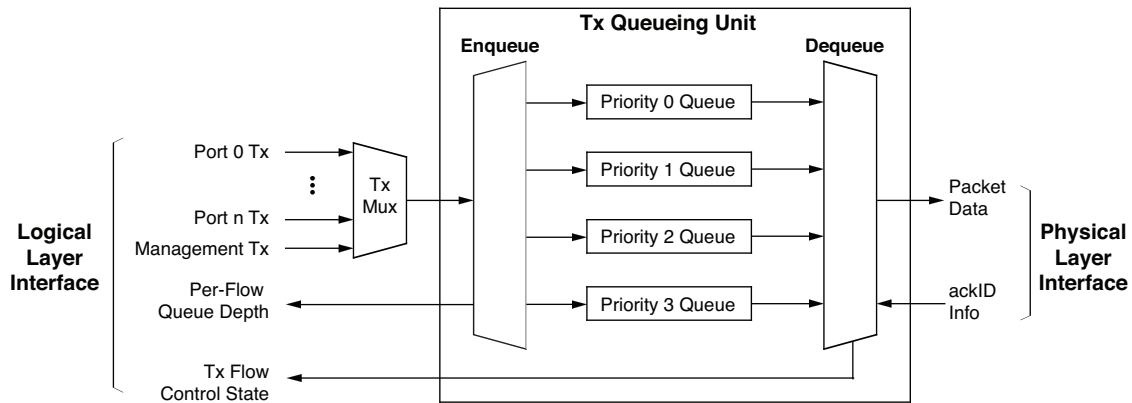 Tx Queueing Unit
Enqueue
Dequeue
Priority 0 Queue
Priority 1 Queue
Priority 2 Queue
Priority 3 Queue
Port 0 Tx
Port n Tx
Management Tx
Tx
Mux
Per-Flow
Queue Depth
Tx Flow
Control State
Logical
Layer
Interface
Packet
Data
ackID
Info
Physical
Layer
Interface